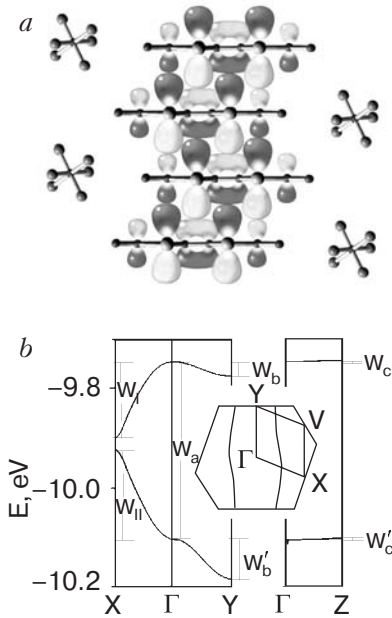 a
b
E, eV
−9.8
−10.0
−10.2
W_I
W_II
W_a
W_b
W′_b
W_c
W′_c
Y
V
Γ
X
X Γ Y Γ Z